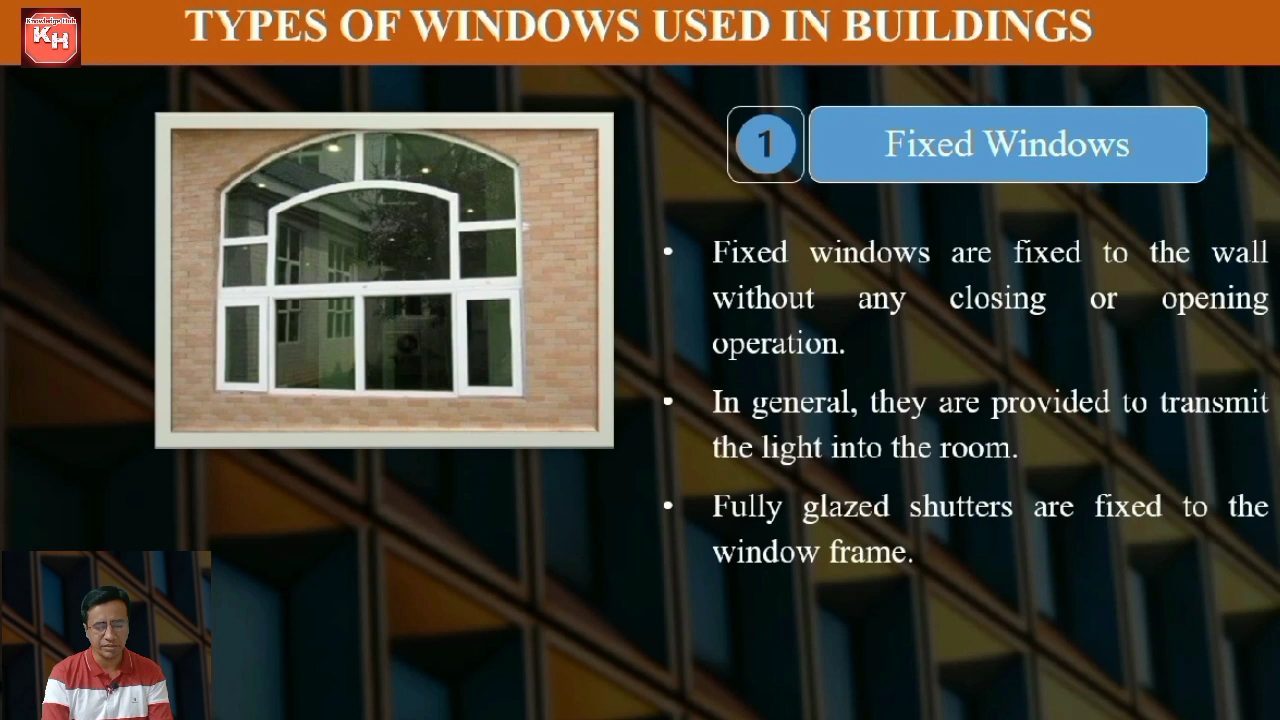 Knowledge Hub
KH
TYPES OF WINDOWS USED IN BUILDINGS
1
Fixed Windows
• Fixed windows are fixed to the wall
without any closing or opening
operation.
• In general, they are provided to transmit
the light into the room.
• Fully glazed shutters are fixed to the
window frame.